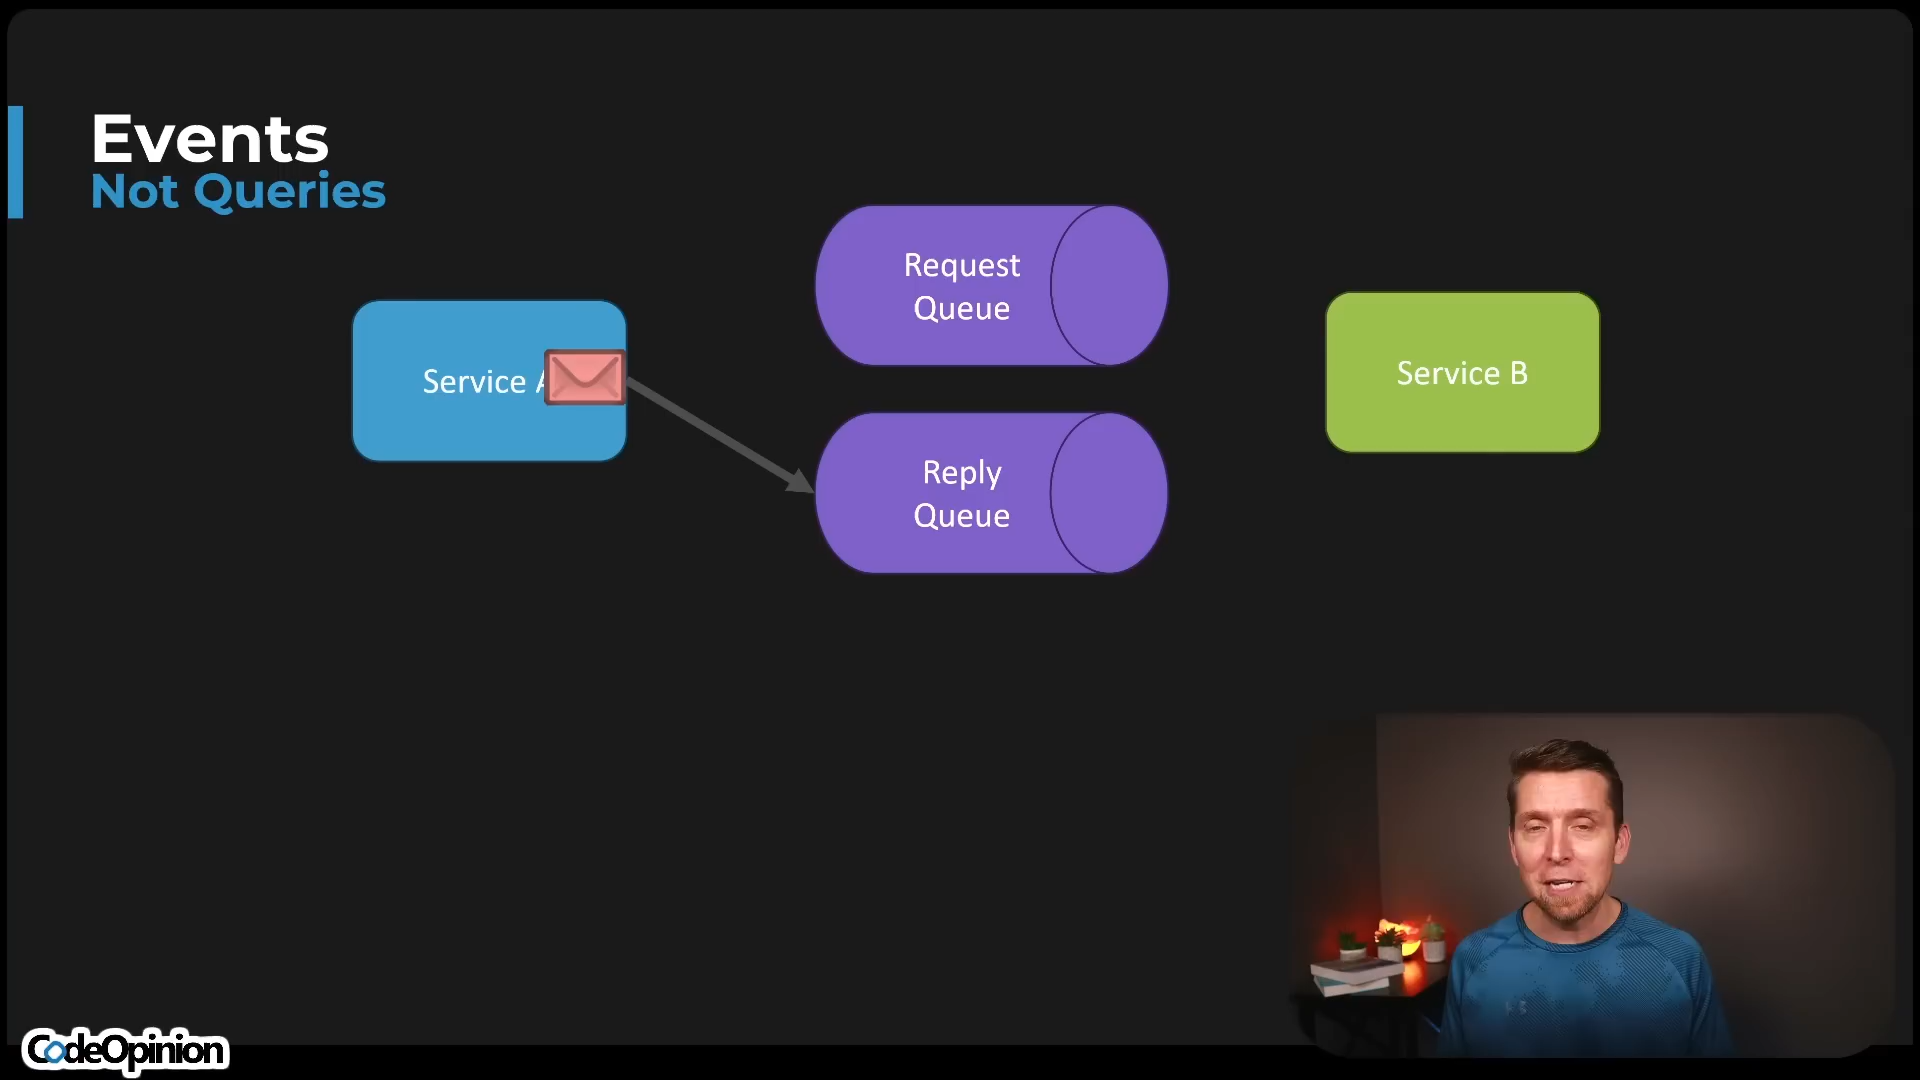 Events
Not Queries
Request
Queue
Service A
Service B
Reply
Queue
CodeOpinion